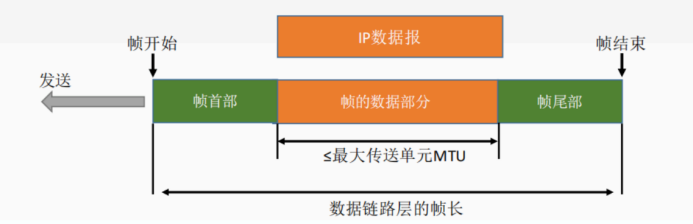 IP数据报
帧开始
帧结束
发送
帧首部
帧的数据部分
帧尾部
≤最大传送单元MTU
数据链路层的帧长